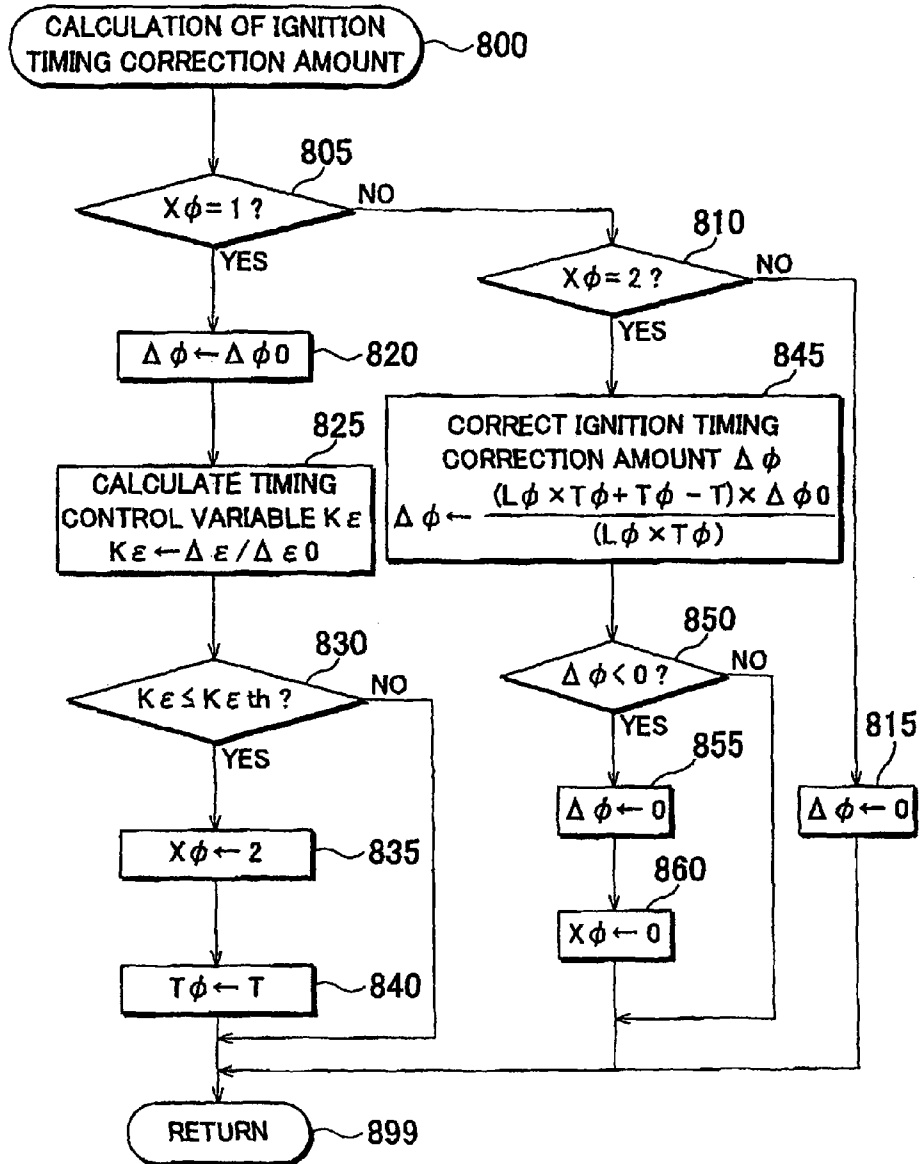 CALCULATION OF IGNITION
TIMING CORRECTION AMOUNT
800
805
Xφ=1?
NO
YES
810
Xφ=2?
NO
YES
Δφ←Δφ0
820
845
CORRECT IGNITION TIMING
CORRECTION AMOUNT Δφ
Δφ← (Lφ×Tφ+Tφ-T)×Δφ0
(Lφ×Tφ)
825
CALCULATE TIMING
CONTROL VARIABLE Kε
Kε←Δε/Δε0
830
Kε≤Kεth?
NO
YES
850
Δφ<0?
NO
YES
855
Δφ←0
815
Δφ←0
Xφ←2
835
860
Xφ←0
Tφ←T
840
RETURN
899